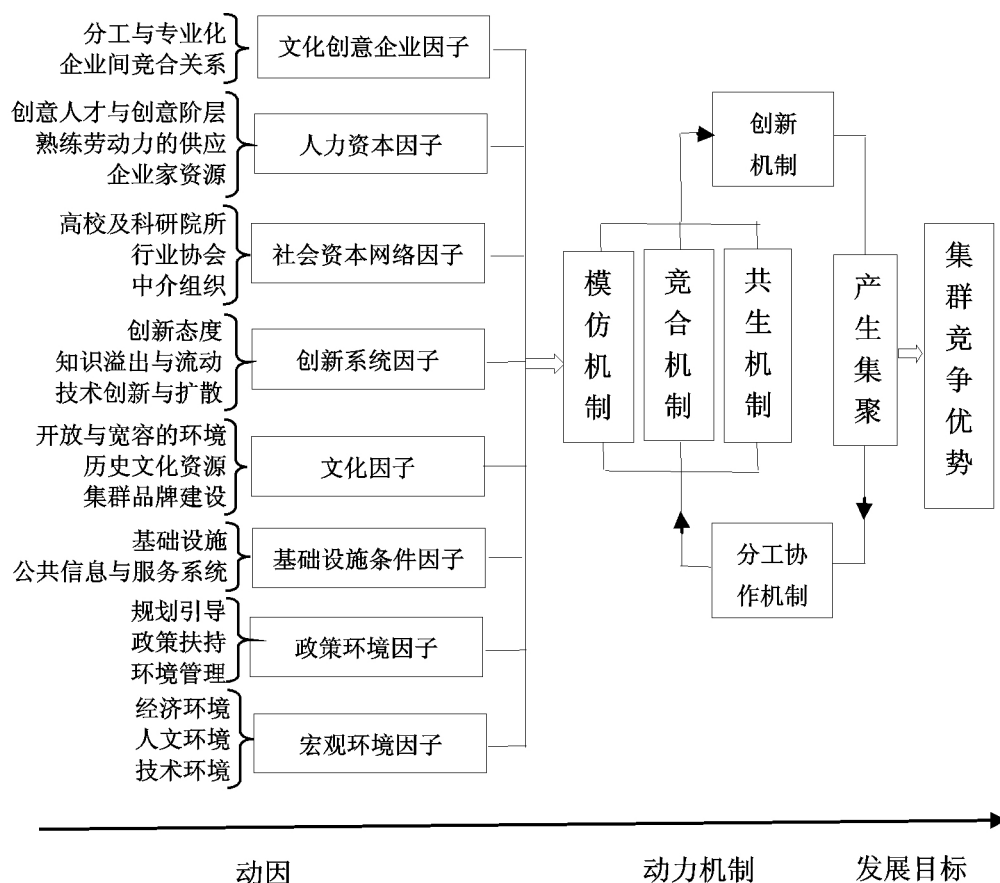 分工与专业化
企业间竞合关系
文化创意企业因子
创意人才与创意阶层
熟练劳动力的供应
企业家资源
人力资本因子
高校及科研院所
行业协会
中介组织
社会资本网络因子
创新态度
知识溢出与流动
技术创新与扩散
创新系统因子
开放与宽容的环境
历史文化资源
集群品牌建设
文化因子
基础设施
公共信息与服务系统
基础设施条件因子
规划引导
政策扶持
环境管理
政策环境因子
经济环境
人文环境
技术环境
宏观环境因子
模仿机制
竞合机制
共生机制
创新
机制
分工协
作机制
产生集聚
集群竞争优势
动因
动力机制
发展目标